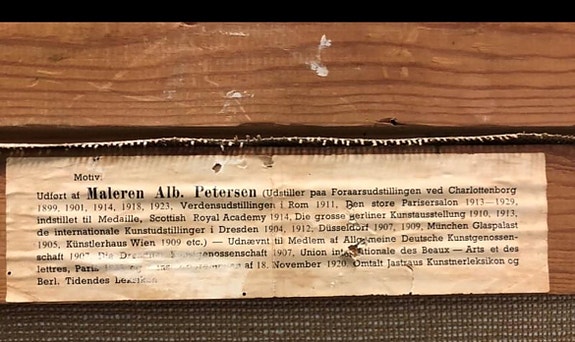 Motiv:
Udført af Maleren Alb. Petersen (Udstiller paa Foraarsudstillingen ved Charlottenborg
1899, 1901, 1914, 1918, 1923, Verdensudstillingen i Rom 1911, Den store Parisersalon 1913—1929,
indstillet til Medaille, Scottish Royal Academy 1914, Die grosse Berliner Kunstausstellung 1910, 1913,
de internationale Kunstudstillinger i Dresden 1904, 1912, Düsseldorf 1907, 1909, München Glaspalast
1905, Künstlerhaus Wien 1909 etc.) — Udnævnt til Medlem af Allgemeine Deutsche Kunstgenossen-
schaft Die genossenschaft 1907, Union internationale des Beaux — Arts et des
lettres, af 18. November 1920. Omtalt Jastraus Kunstnerleksikon og
Berl. Tidendes Leksikon